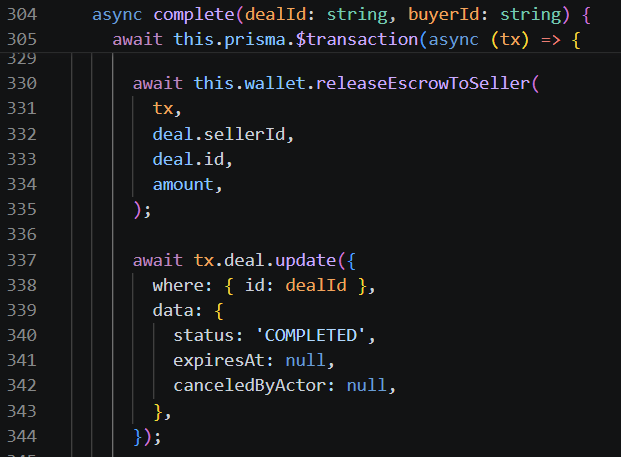 304 async complete(dealId: string, buyerId: string) {
305 await this.prisma.$transaction(async (tx) => {
329
330 await this.wallet.releaseEscrowToSeller(
331 tx,
332 deal.sellerId,
333 deal.id,
334 amount,
335 );
336
337 await tx.deal.update({
338 where: { id: dealId },
339 data: {
340 status: 'COMPLETED',
341 expiresAt: null,
342 canceledByActor: null,
343 },
344 });
345